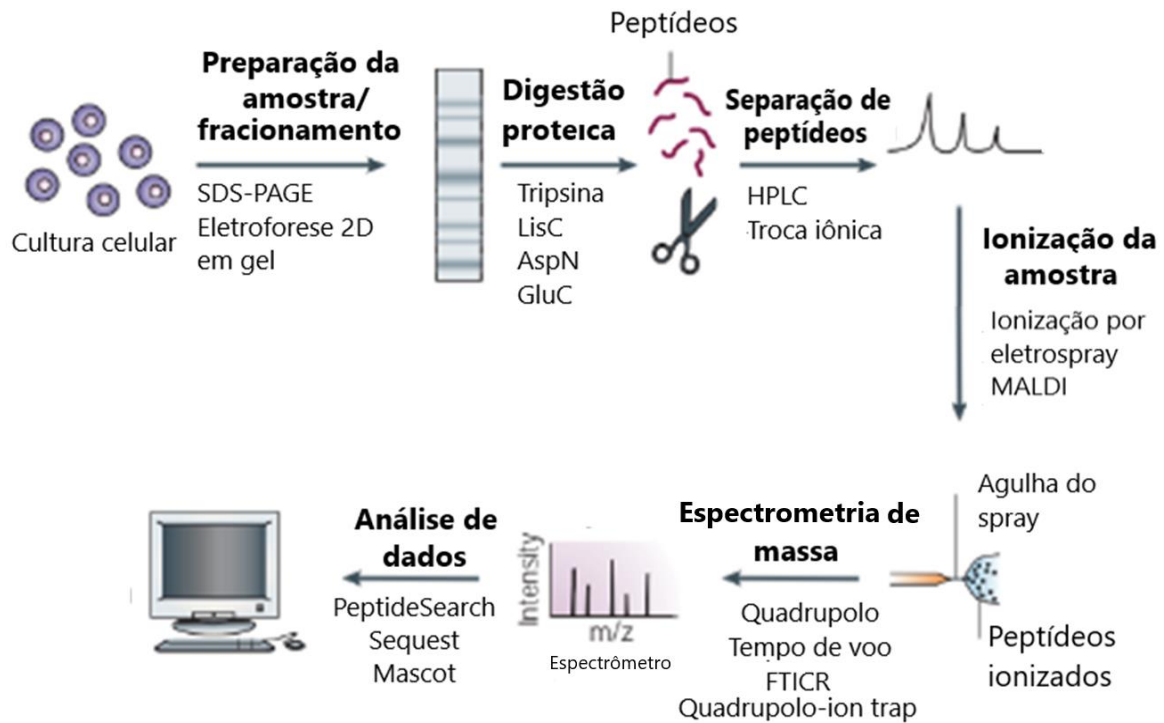 Peptídeos
Preparação da
amostra/
fracionamento
SDS-PAGE
Eletroforese 2D
em gel
Cultura celular
Digestão
proteıca
Tripsina
LisC
AspN
GluC
Separação de
peptídeos
HPLC
Troca iônica
Ionização da
amostra
Ionização por
eletrospray
MALDI
Agulha do
spray
Peptídeos
ionizados
Espectrometria de
massa
Quadrupolo
Tempo de voo
FTICR
Quadrupolo-ion trap
Intensity
m/z
Espectrômetro
Análise de
dados
PeptideSearch
Sequest
Mascot